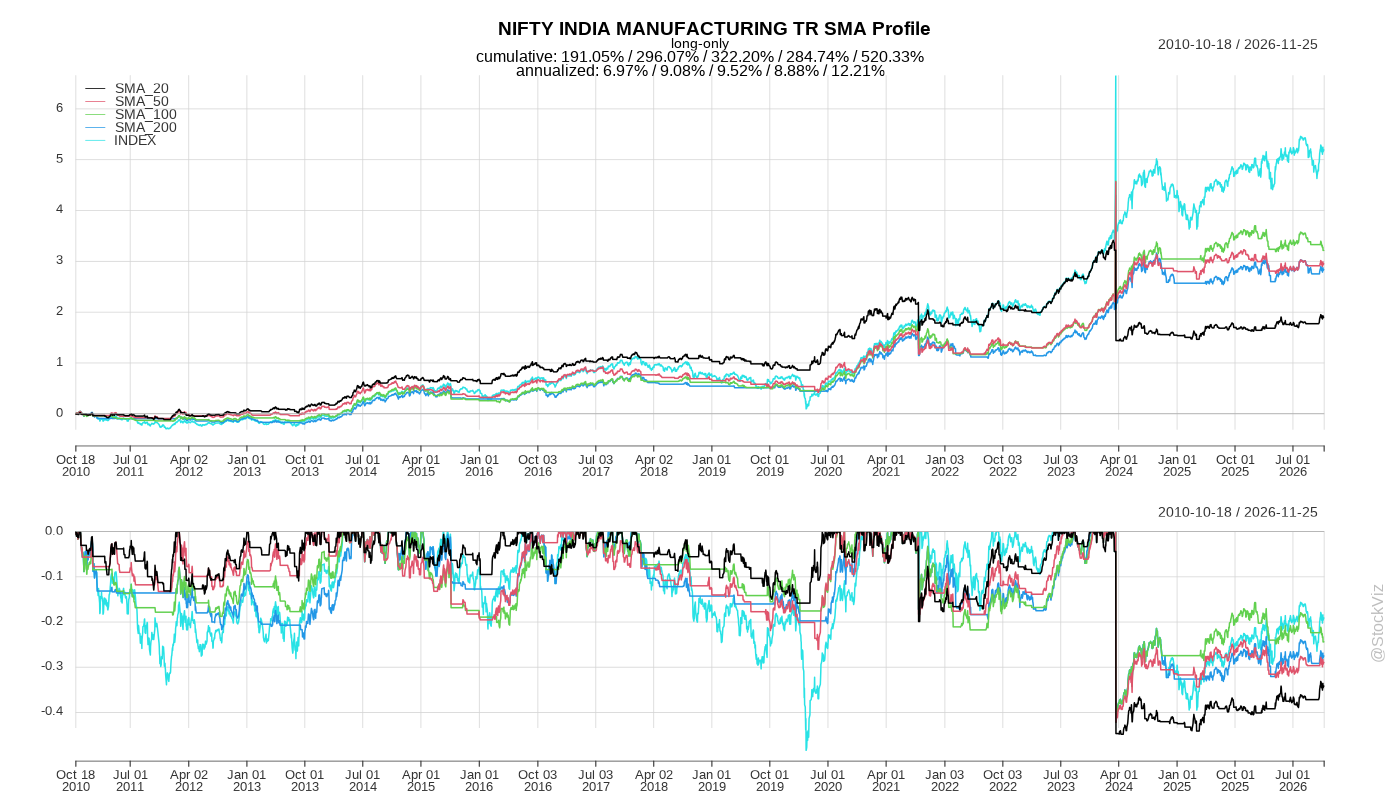 NIFTY INDIA MANUFACTURING TR SMA Profile
long-only
cumulative: 191.05% / 296.07% / 322.20% / 284.74% / 520.33%
annualized: 6.97% / 9.08% / 9.52% / 8.88% / 12.21%
2010-10-18 / 2026-11-25
SMA_20
SMA_50
SMA_100
SMA_200
INDEX
6
5
4
3
2
1
0
Oct 18 Jul 01 Apr 02 Jan 01 Oct 01 Jul 01 Apr 01 Jan 01 Oct 03 Jul 03 Apr 02 Jan 01 Oct 01 Jul 01 Apr 01 Jan 03 Oct 03 Jul 03 Apr 01 Jan 01 Oct 01 Jul 01
2010 2011 2012 2013 2013 2014 2015 2016 2016 2017 2018 2019 2019 2020 2021 2022 2022 2023 2024 2025 2025 2026
2010-10-18 / 2026-11-25
0.0
-0.1
-0.2
-0.3
-0.4
Oct 18 Jul 01 Apr 02 Jan 01 Oct 01 Jul 01 Apr 01 Jan 01 Oct 03 Jul 03 Apr 02 Jan 01 Oct 01 Jul 01 Apr 01 Jan 03 Oct 03 Jul 03 Apr 01 Jan 01 Oct 01 Jul 01
2010 2011 2012 2013 2013 2014 2015 2016 2016 2017 2018 2019 2019 2020 2021 2022 2022 2023 2024 2025 2025 2026
@StockViz